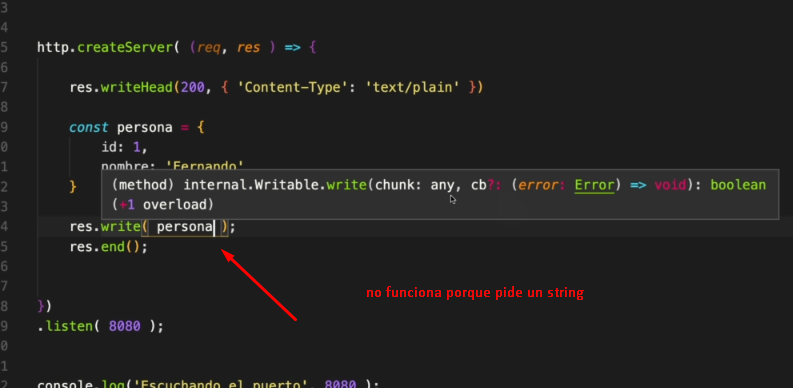 3
4
5 http.createServer( (req, res ) => {
6
7 res.writeHead(200, { 'Content-Type': 'text/plain' })
8
9 const persona = {
0 id: 1,
1 nombre: 'Fernando'
2 }
(method) internal.Writable.write(chunk: any, cb?: (error: Error) => void): boolean
(+1 overload)
3
4 res.write( persona );
5 res.end();
6
7
no funciona porque pide un string
8 })
9 .listen( 8080 );
0
1
2 console.log('Escuchando el puerto', 8080 );